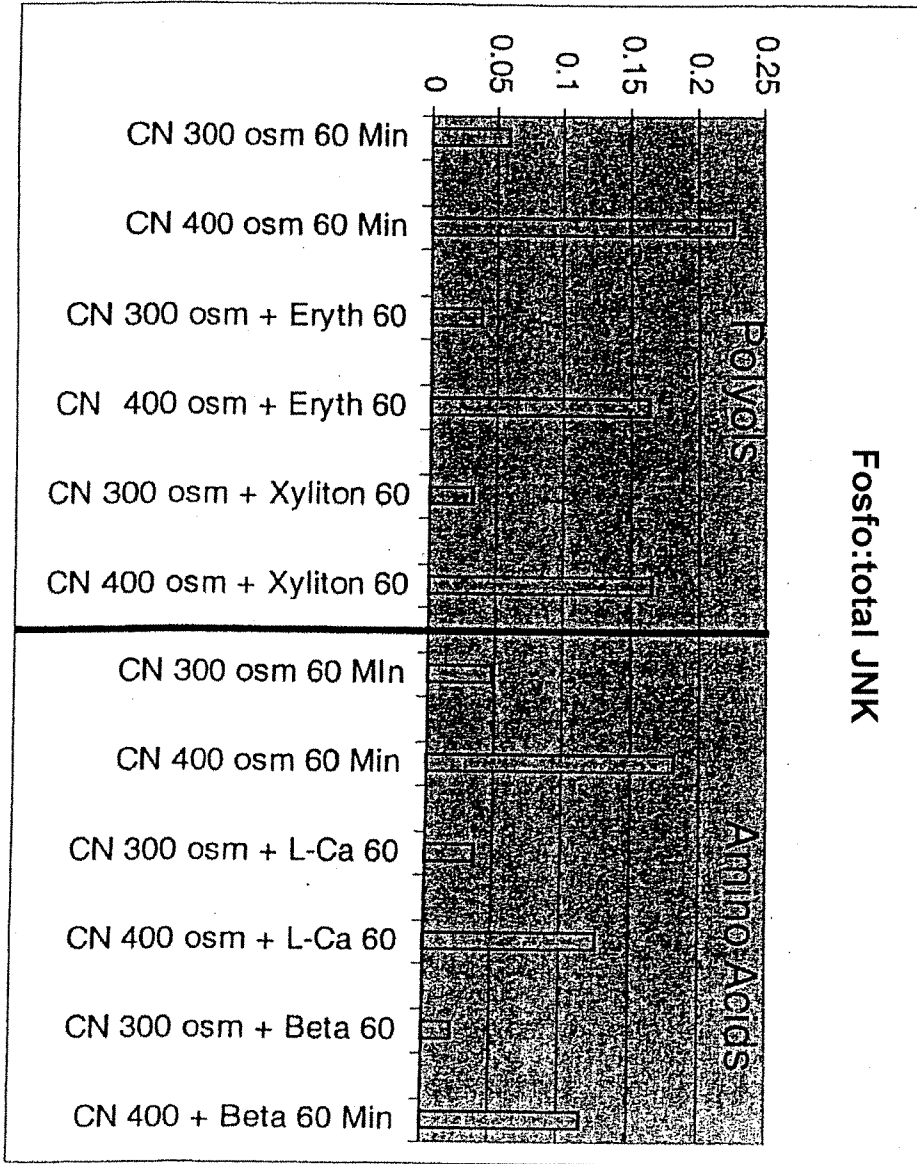 Fosfo:total JNK
0.25
0.2
0.15
0.1
0.05
0
Polyols
Amino Acids
CN 300 osm 60 Min
CN 400 osm 60 Min
CN 300 osm + Eryth 60
CN 400 osm + Eryth 60
CN 300 osm + Xyliton 60
CN 400 osm + Xyliton 60
CN 300 osm 60 MIn
CN 400 osm 60 Min
CN 300 osm + L-Ca 60
CN 400 osm + L-Ca 60
CN 300 osm + Beta 60
CN 400 + Beta 60 Min